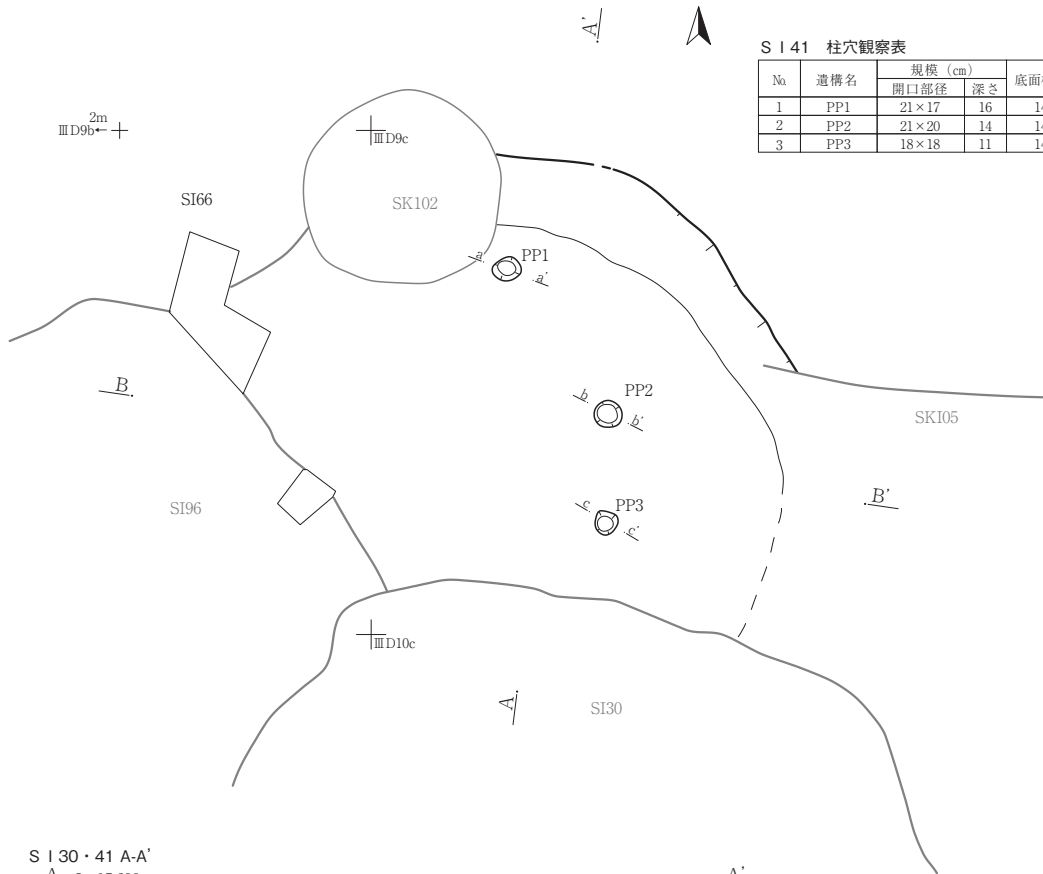 A'
S I 41 柱穴観察表
№ 遺構名 規模 (cm)
開口部径 深さ
1 PP1 21×17 16
2 PP2 21×20 14
3 PP3 18×18 11
2m
ⅢD9b←
ⅢD9c
SI66
SK102
a
PP1
a'
B
b
PP2
b'
SKI05
SI96
c
PP3
c'
B'
ⅢD10c
A
SI30
S I 30・41 A-A'
A
A'